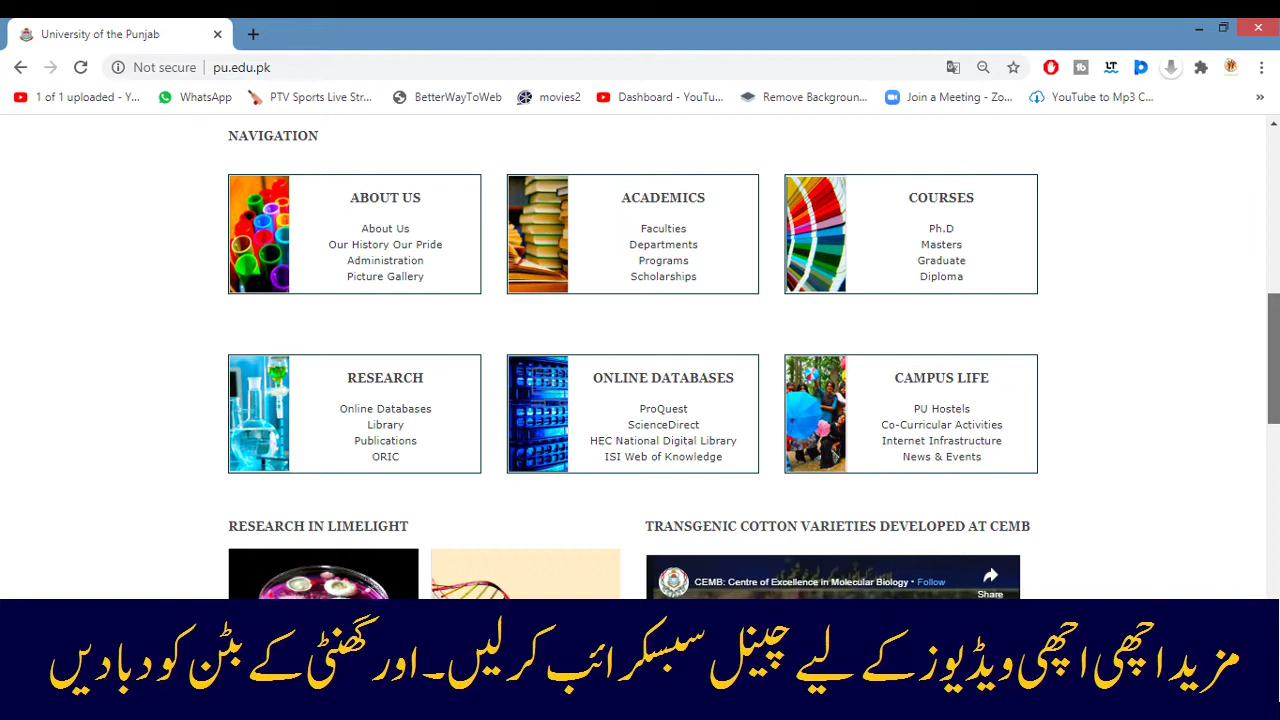 University of the Punjab
Not secure
pu.edu.pk
1 of 1 uploaded - Y...
WhatsApp
PTV Sports Live Str...
BetterWayToWeb
movies2
Dashboard - YouTu...
Remove Backgroun...
Join a Meeting - Zo...
YouTube to Mp3 C...
NAVIGATION
ABOUT US
About Us
Our History Our Pride
Administration
Picture Gallery
ACADEMICS
Faculties
Departments
Programs
Scholarships
COURSES
Ph.D
Masters
Graduate
Diploma
RESEARCH
Online Databases
Library
Publications
ORIC
ONLINE DATABASES
ProQuest
ScienceDirect
HEC National Digital Library
ISI Web of Knowledge
CAMPUS LIFE
PU Hostels
Co-Curricular Activities
Internet Infrastructure
News & Events
RESEARCH IN LIMELIGHT
TRANSGENIC COTTON VARIETIES DEVELOPED AT CEMB
CEMB: Centre of Excellence in Molecular Biology · Follow
Share
مزید اچھی اچھی ویڈیوز کے لیے چینل سبسکرائب کر لیں۔ اور گھنٹی کے بٹن کو دبا دیں